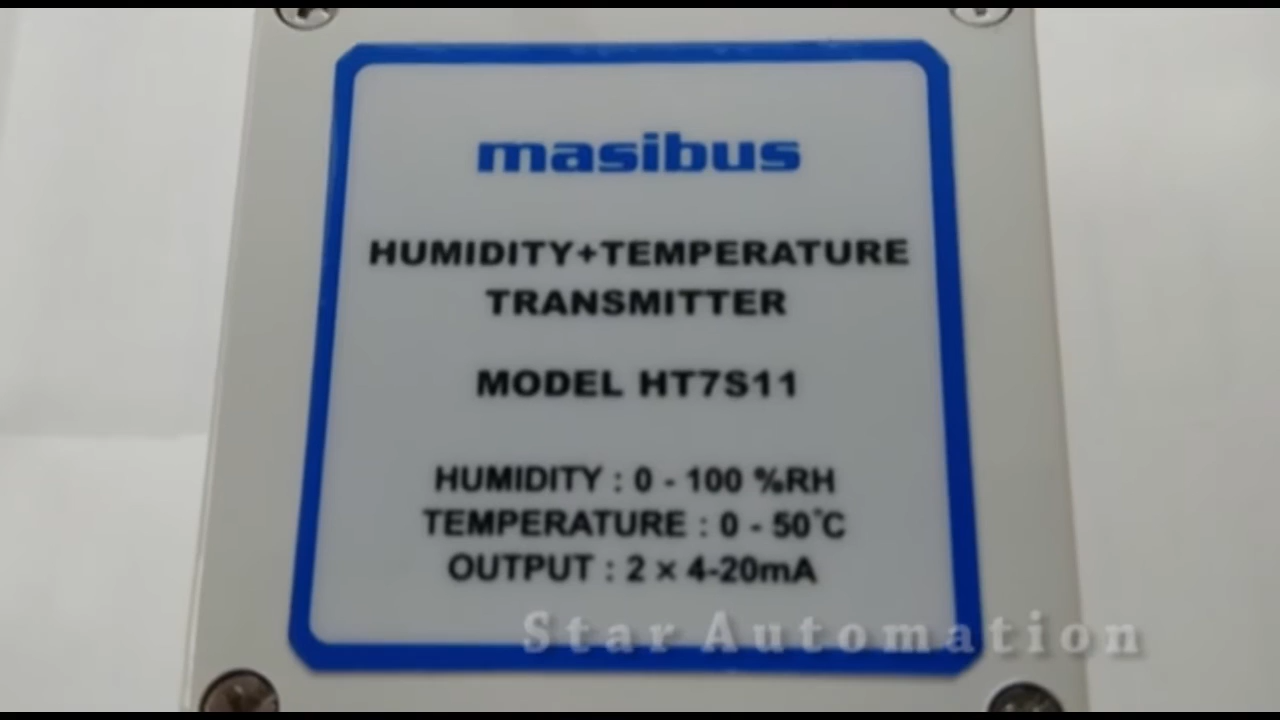 masibus
HUMIDITY+TEMPERATURE
TRANSMITTER
MODEL HT7S11
HUMIDITY : 0 - 100 %RH
TEMPERATURE : 0 - 50°C
OUTPUT : 2 × 4-20mA
Star Automation